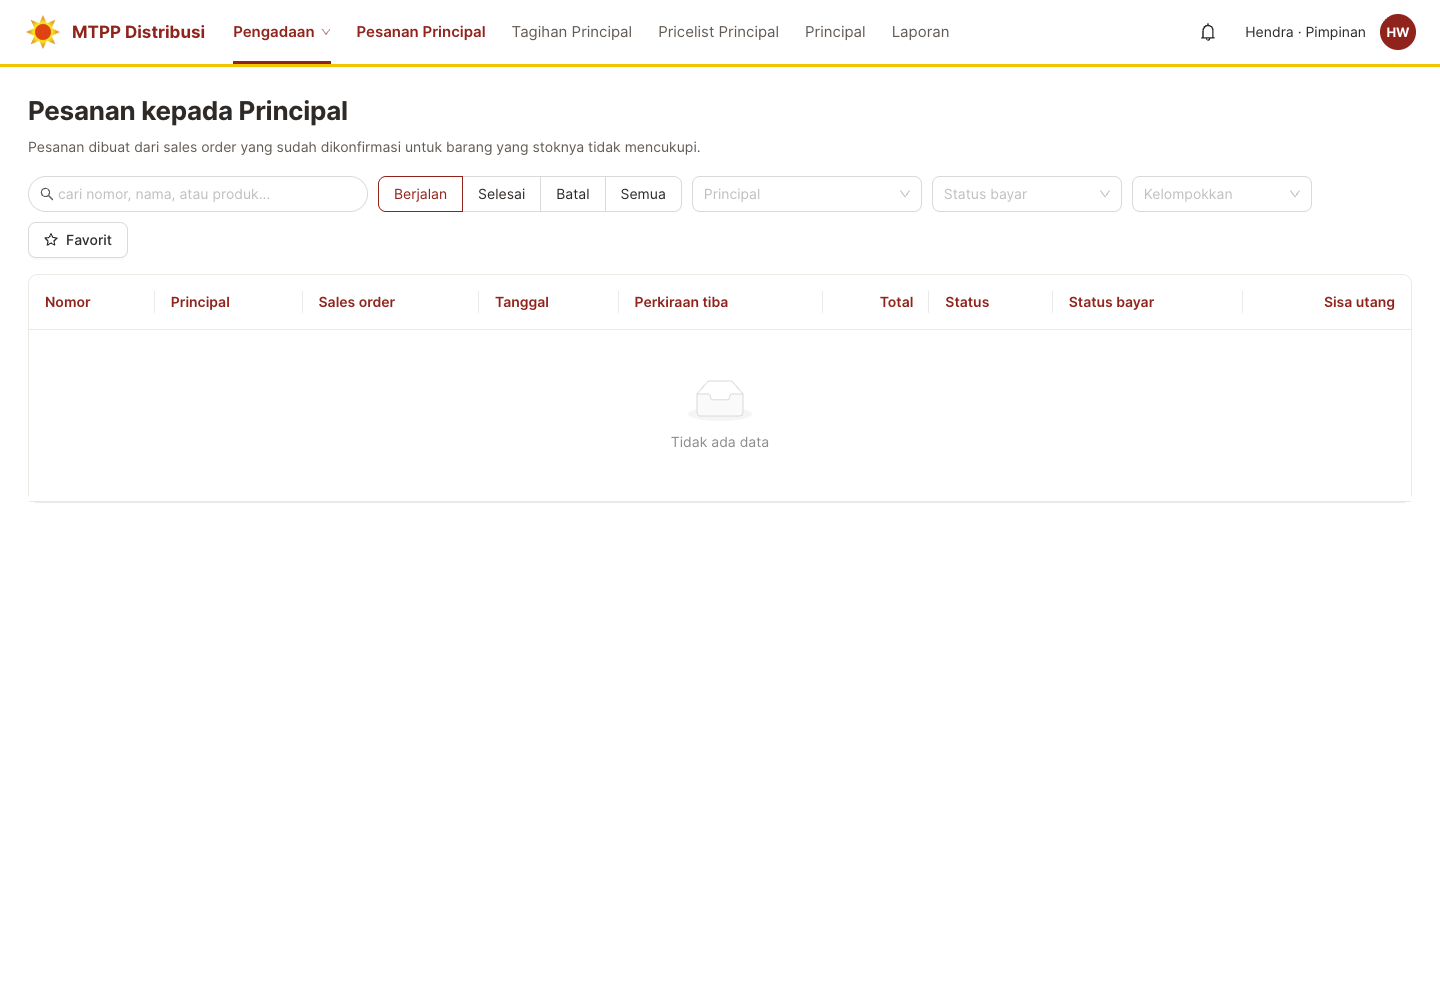 MTPP Distribusi
Pengadaan
Pesanan Principal
Tagihan Principal
Pricelist Principal
Principal
Laporan
Hendra · Pimpinan
HW
Pesanan kepada Principal
Pesanan dibuat dari sales order yang sudah dikonfirmasi untuk barang yang stoknya tidak mencukupi.
cari nomor, nama, atau produk...
Berjalan
Selesai
Batal
Semua
Principal
Status bayar
Kelompokkan
Favorit
Nomor
Principal
Sales order
Tanggal
Perkiraan tiba
Total
Status
Status bayar
Sisa utang
Tidak ada data